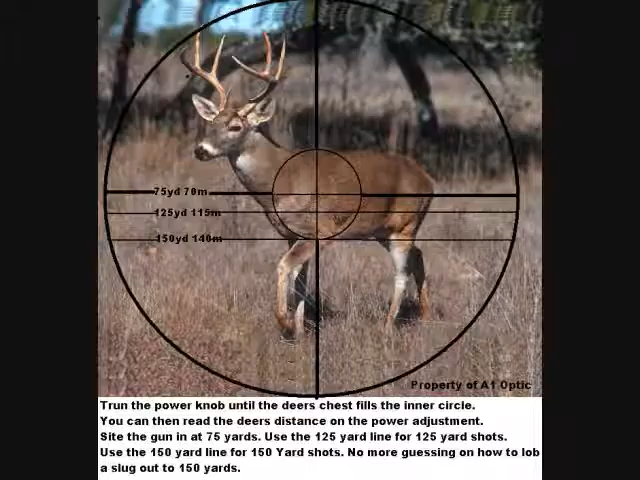 75yd 70m
125yd 115m
150yd 140m
Property of A1 Optic
Trun the power knob until the deers chest fills the inner circle.
You can then read the deers distance on the power adjustment.
Site the gun in at 75 yards. Use the 125 yard line for 125 yard shots.
Use the 150 yard line for 150 Yard shots. No more guessing on how to lob
a slug out to 150 yards.